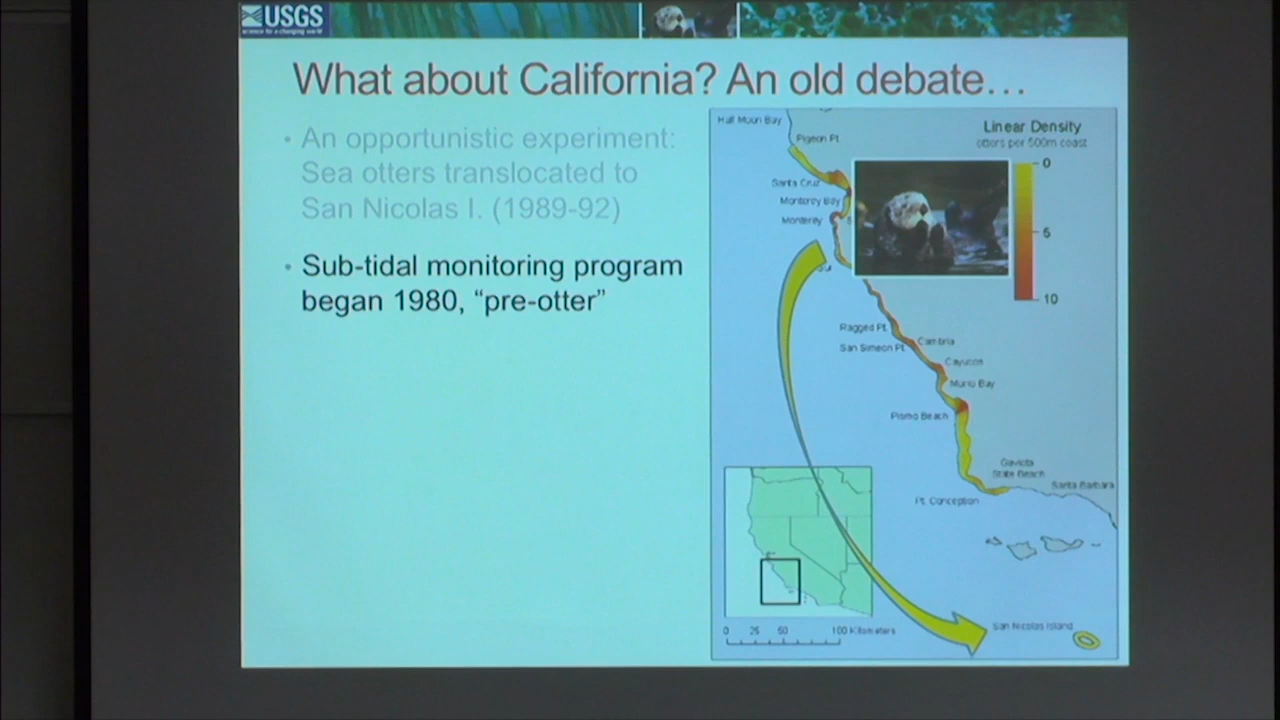 USGS
science for a changing world
What about California? An old debate…
• An opportunistic experiment:
Sea otters translocated to
San Nicolas I. (1989-92)
• Sub-tidal monitoring program
began 1980, “pre-otter”
Half Moon Bay
Pigeon Pt.
Linear Density
otters per 500m coast
0
5
10
Santa Cruz
Monterey Bay
Monterey
Ragged Pt.
San Simeon Pt.
Cambria
Cayucos
Morro Bay
Pismo Beach
Gaviota
State Beach
Santa Barbara
Pt. Conception
San Nicolas Island
0 25 50 100 Kilometers